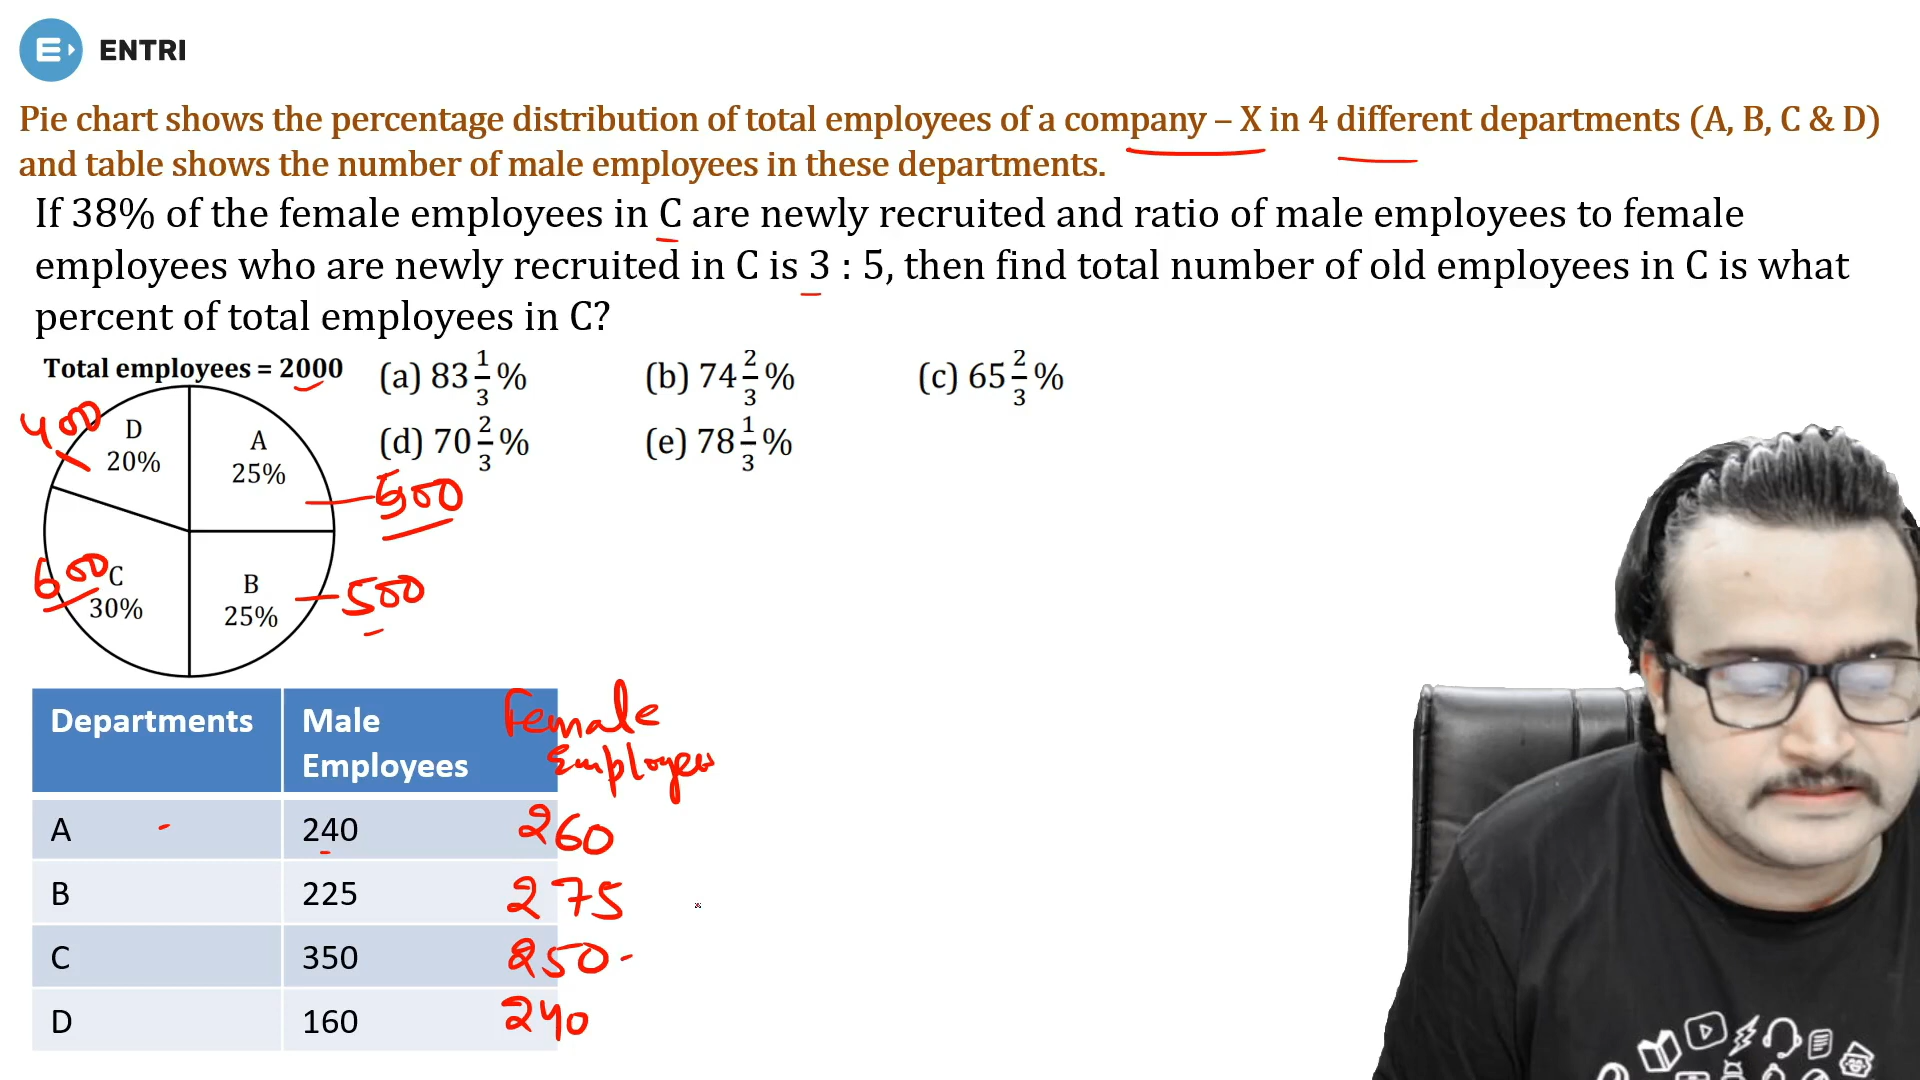 ENTRI
Pie chart shows the percentage distribution of total employees of a company – X in 4 different departments (A, B, C & D)
and table shows the number of male employees in these departments.
If 38% of the female employees in C are newly recruited and ratio of male employees to female
employees who are newly recruited in C is 3 : 5, then find total number of old employees in C is what
percent of total employees in C?
Total employees = 2000
(a) 83 1/3 % (b) 74 2/3 % (c) 65 2/3 %
(d) 70 2/3 % (e) 78 1/3 %
400
D
20%
A
25%
500
600
C
30%
B
25%
500
Departments Male Employees Female Employees
A 240 260
B 225 275
C 350 250
D 160 240